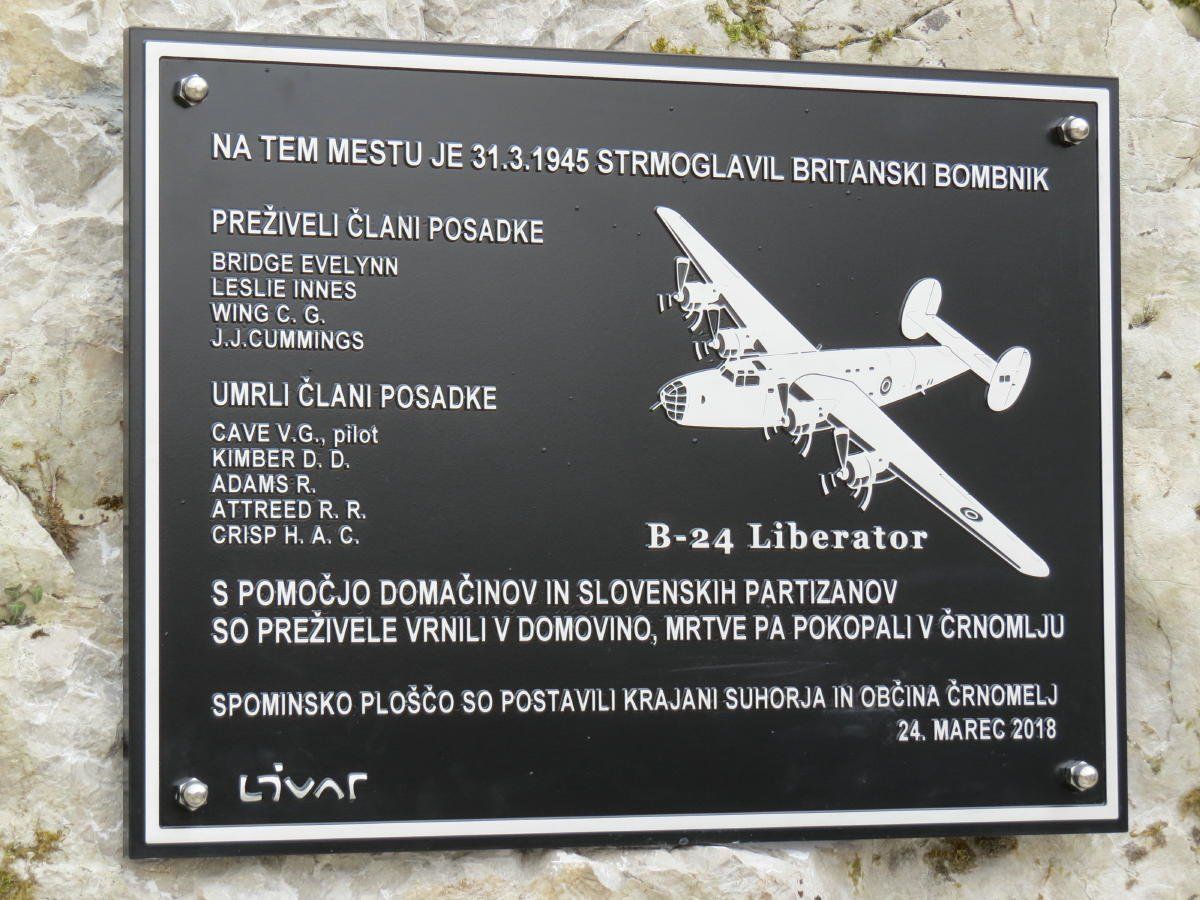 NA TEM MESTU JE 31.3.1945 STRMOGLAVIL BRITANSKI BOMBNIK
PREŽIVELI ČLANI POSADKE
BRIDGE EVELYNN
LESLIE INNES
WING C. G.
J.J.CUMMINGS
UMRLI ČLANI POSADKE
CAVE V.G., pilot
KIMBER D. D.
ADAMS R.
ATTREED R. R.
CRISP H. A. C.
B-24 Liberator
S POMOČJO DOMAČINOV IN SLOVENSKIH PARTIZANOV
SO PREŽIVELE VRNILI V DOMOVINO, MRTVE PA POKOPALI V ČRNOMLJU
SPOMINSKO PLOŠČO SO POSTAVILI KRAJANI SUHORJA IN OBČINA ČRNOMELJ
24. MAREC 2018
Livar